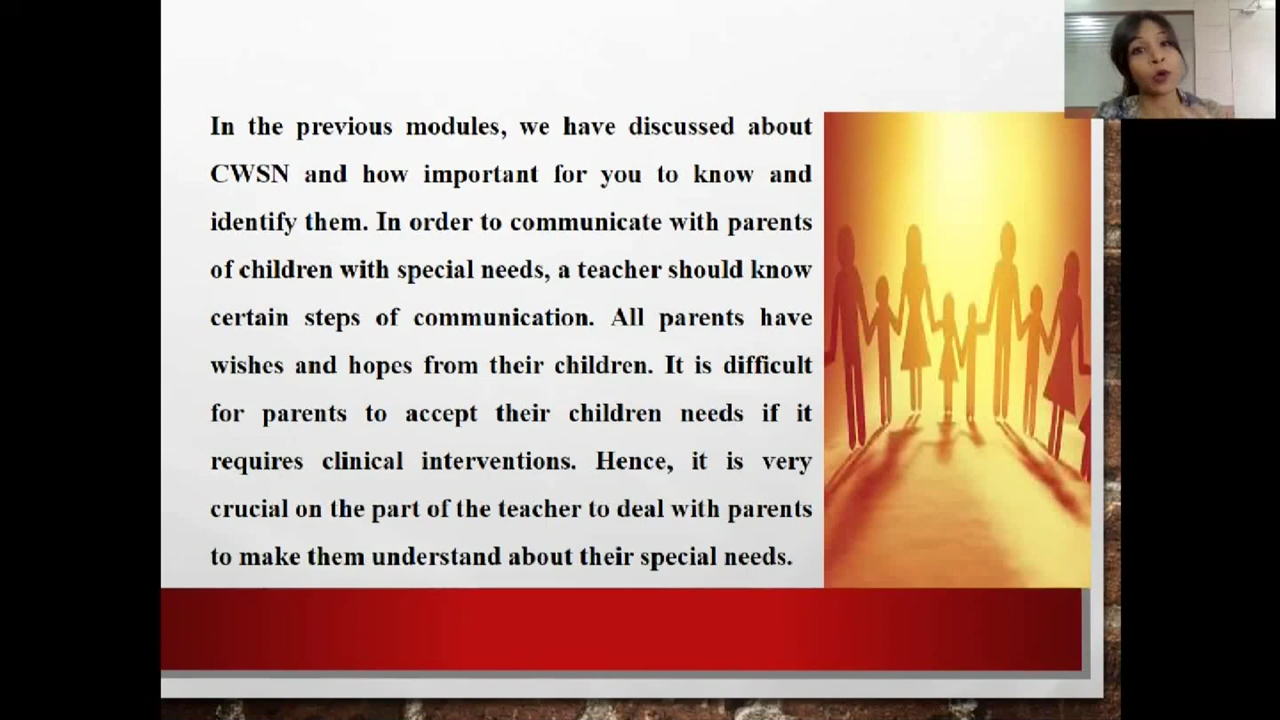 In the previous modules, we have discussed about
CWSN and how important for you to know and
identify them. In order to communicate with parents
of children with special needs, a teacher should know
certain steps of communication. All parents have
wishes and hopes from their children. It is difficult
for parents to accept their children needs if it
requires clinical interventions. Hence, it is very
crucial on the part of the teacher to deal with parents
to make them understand about their special needs.